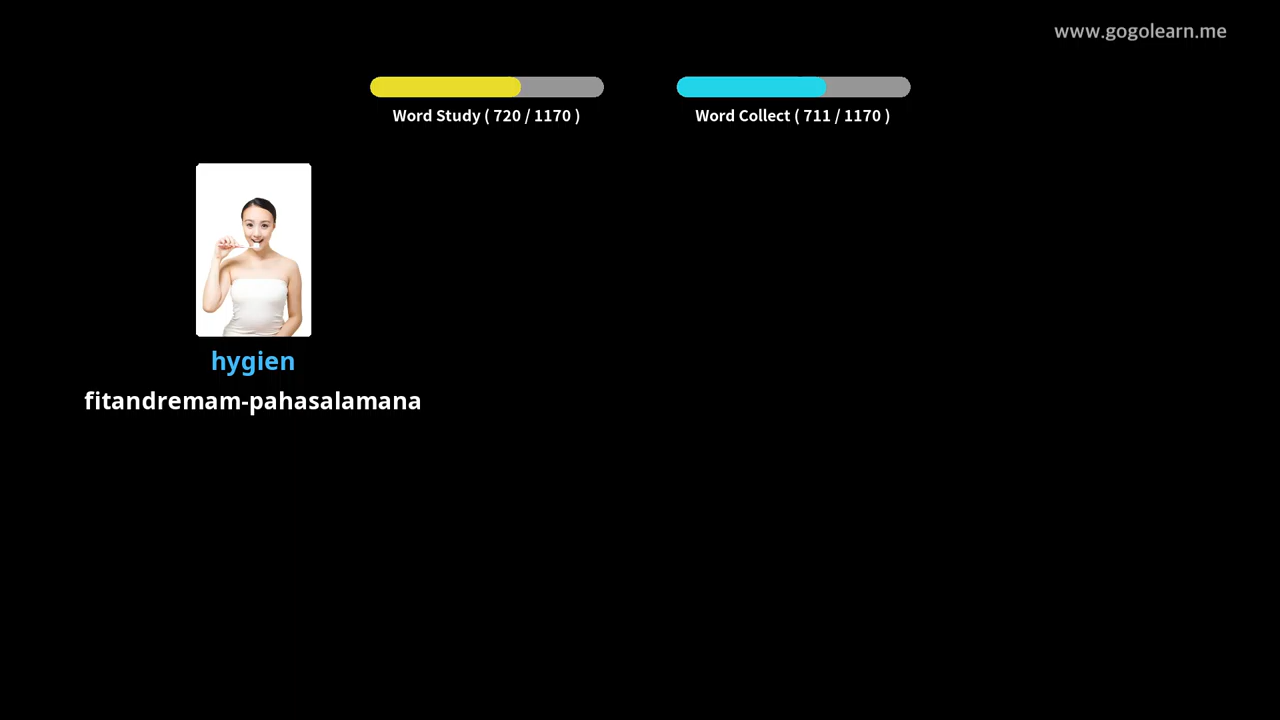 www.gogolearn.me
Word Study ( 720 / 1170 )
Word Collect ( 711 / 1170 )
hygien
fitandremam-pahasalamana